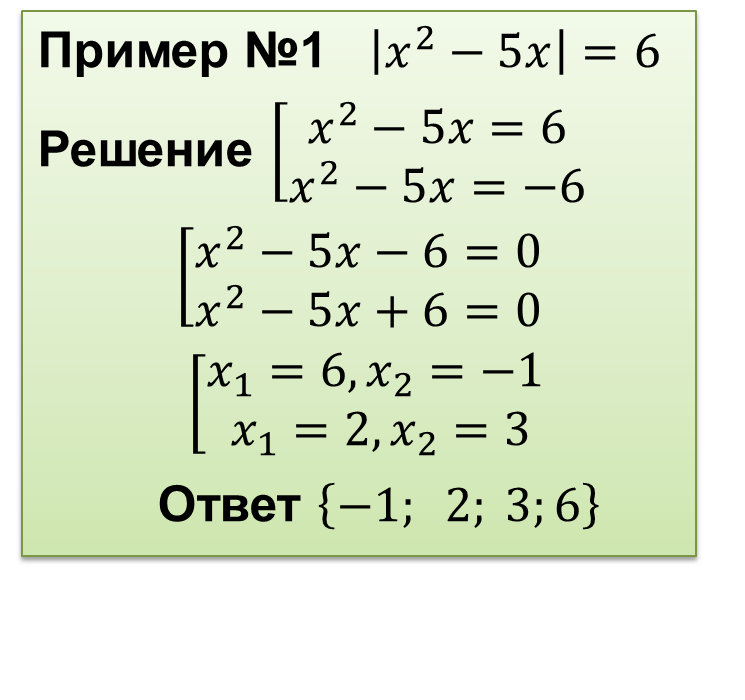 Пример №1 |x² − 5x| = 6
Решение [x² − 5x = 6
x² − 5x = −6
[x² − 5x − 6 = 0
x² − 5x + 6 = 0
[x₁ = 6, x₂ = −1
x₁ = 2, x₂ = 3
Ответ {−1; 2; 3; 6}